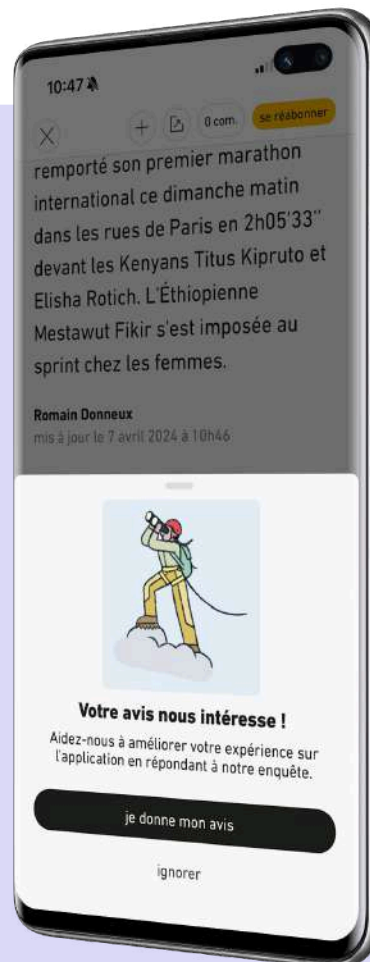 10:47
0 com.
se réabonner
remporté son premier marathon
international ce dimanche matin
dans les rues de Paris en 2h05'33''
devant les Kenyans Titus Kipruto et
Elisha Rotich. L'Éthiopienne
Mestawut Fikir s'est imposée au
sprint chez les femmes.
Romain Donneux
mis à jour le 7 avril 2024 à 10h46
Votre avis nous intéresse !
Aidez-nous à améliorer votre expérience sur
l'application en répondant à notre enquête.
je donne mon avis
ignorer